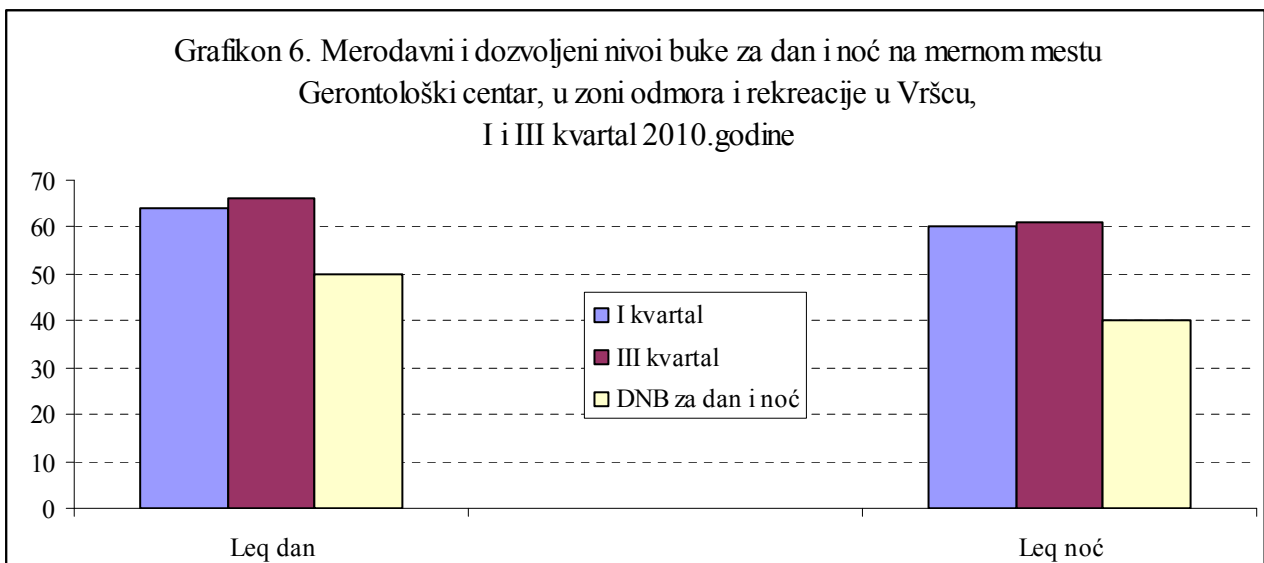 Grafikon 6. Merodavni i dozvoljeni nivoi buke za dan i noć na mernom mestu
Gerontološki centar, u zoni odmora i rekreacije u Vršcu,
I i III kvartal 2010.godine
70
60
50
40
30
20
10
0
I kvartal
III kvartal
DNB za dan i noć
Leq dan
Leq noć